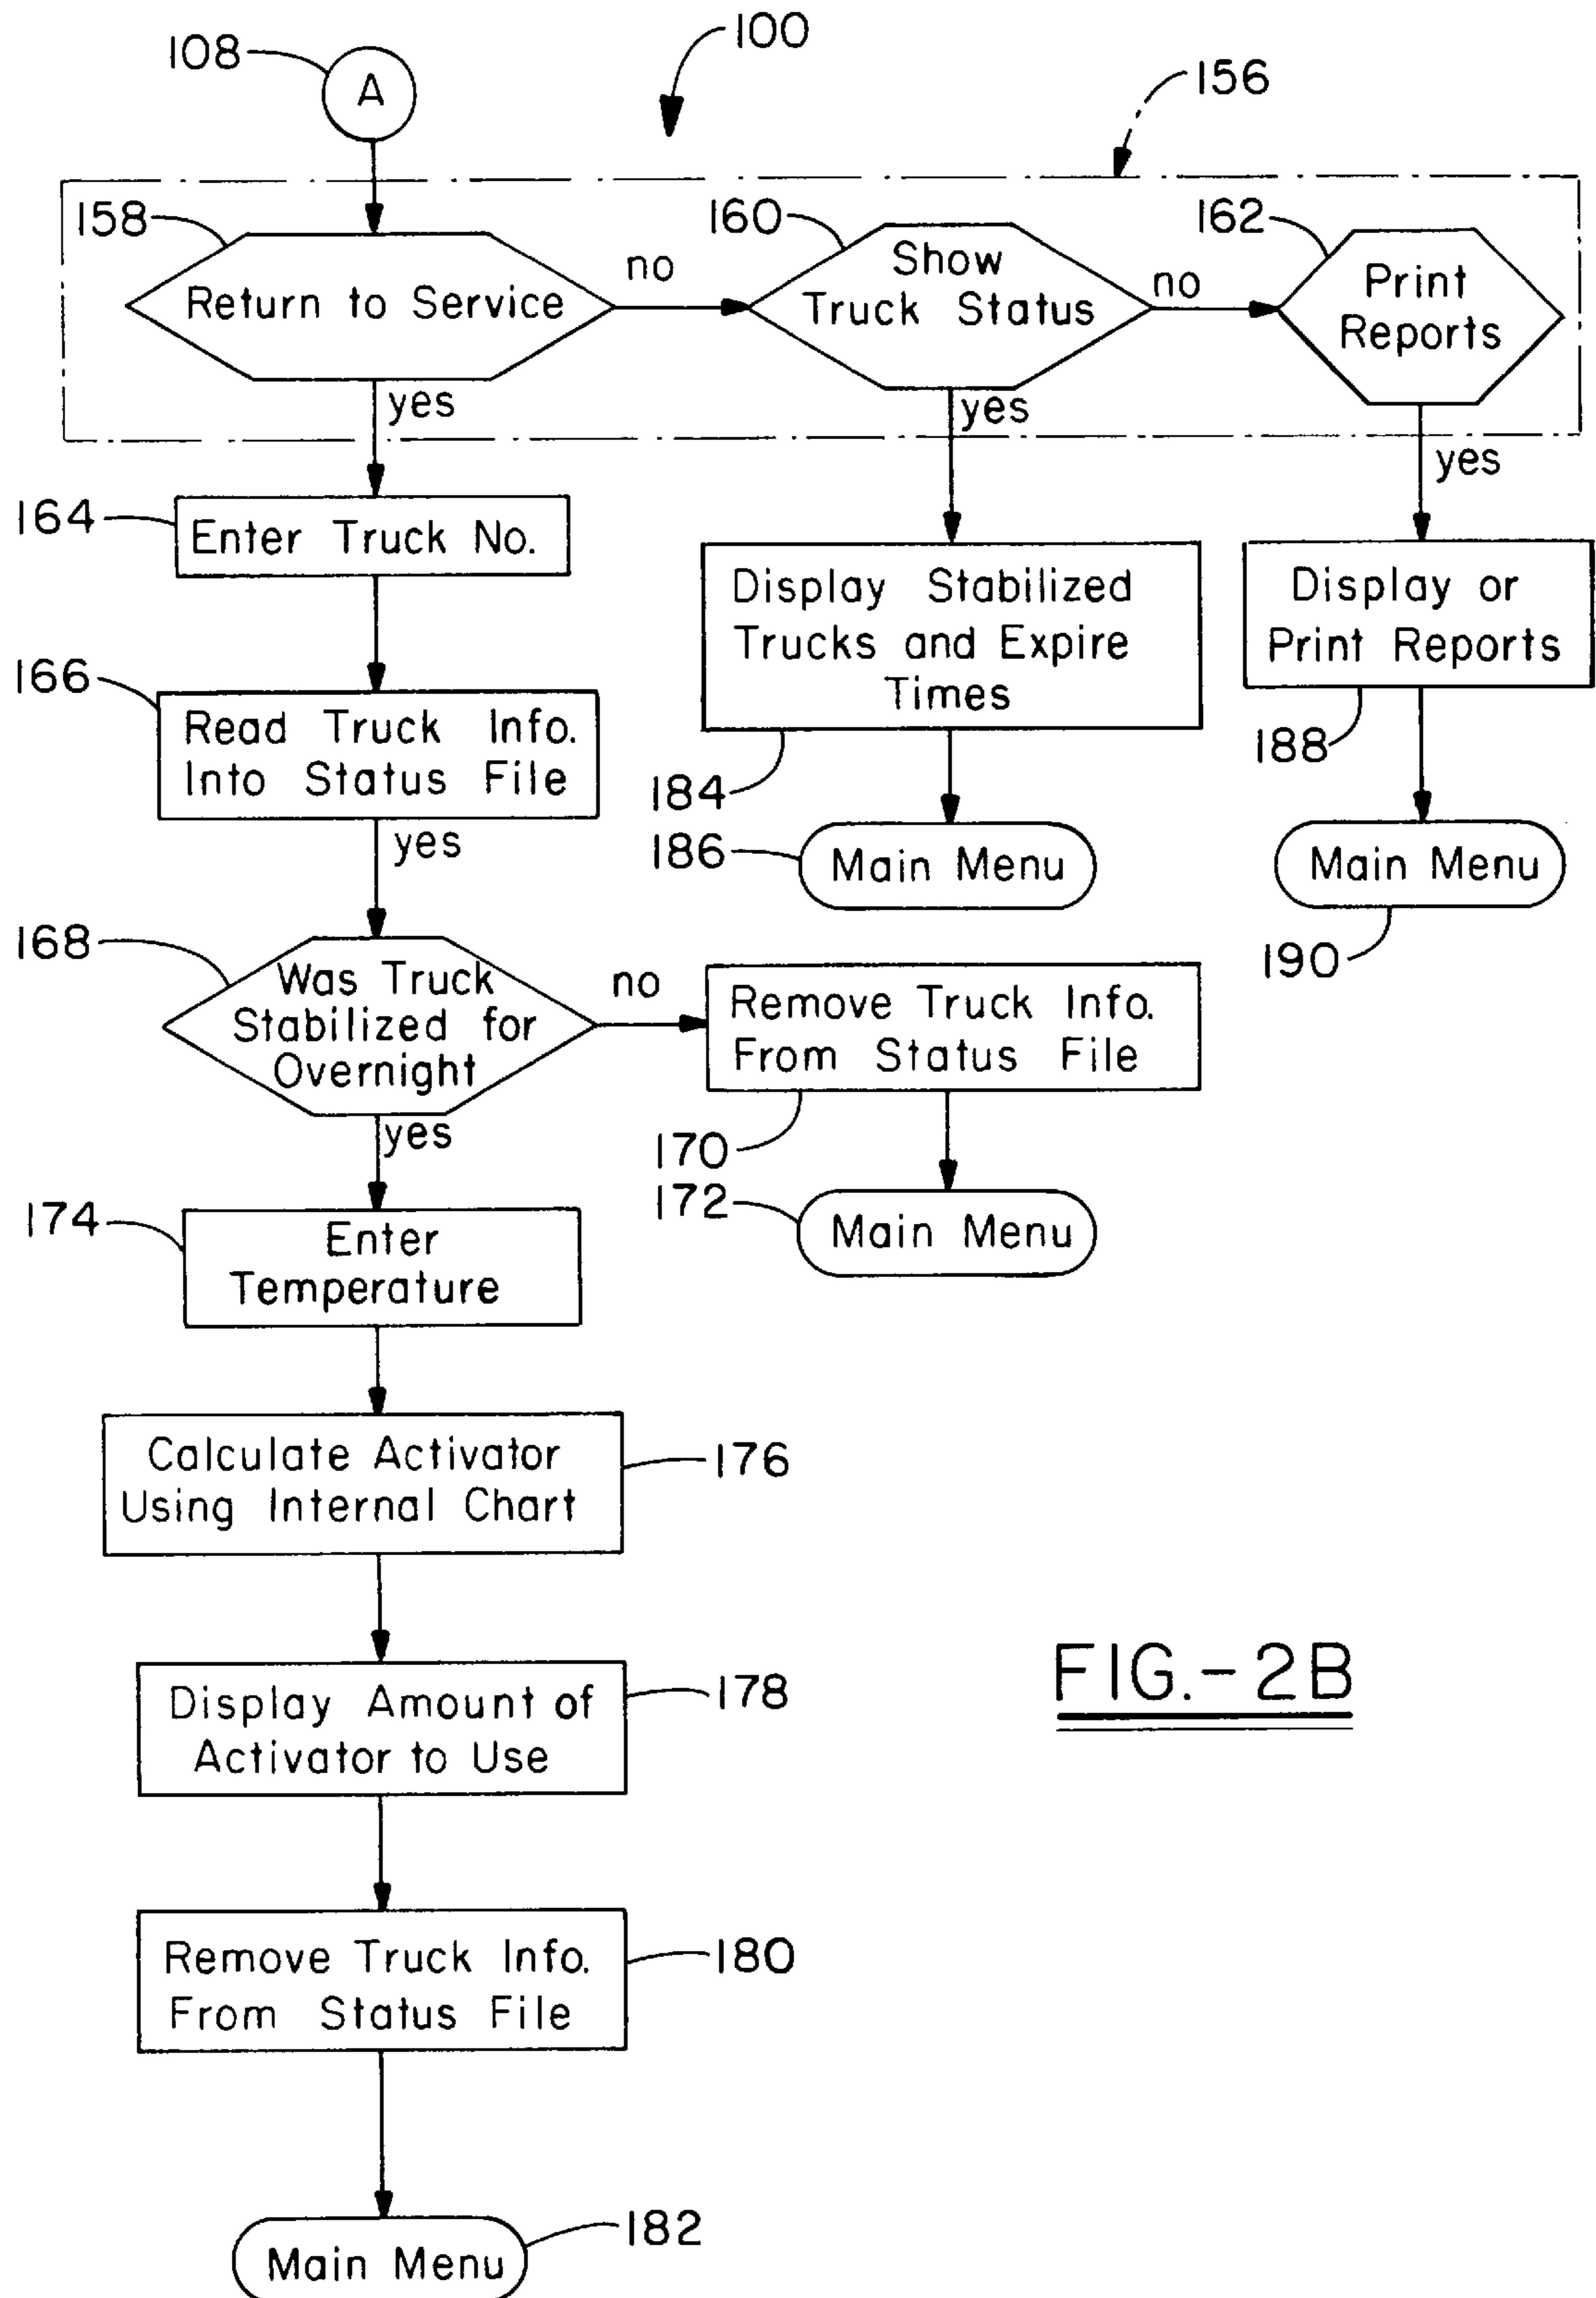 100
108
A
156
158
160
162
Return to Service
no
Show
Truck Status
no
Print
Reports
yes
yes
yes
164
Enter Truck No.
Display Stabilized
Trucks and Expire
Times
Display or
Print Reports
166
Read Truck Info.
Into Status File
184
188
yes
186
Main Menu
Main Menu
190
168
Was Truck
Stabilized for
Overnight
no
Remove Truck Info.
From Status File
yes
170
172
Main Menu
174
Enter
Temperature
Calculate Activator
Using Internal Chart
176
Display Amount of
Activator to Use
178
FIG.-2B
Remove Truck Info.
From Status File
180
Main Menu
182